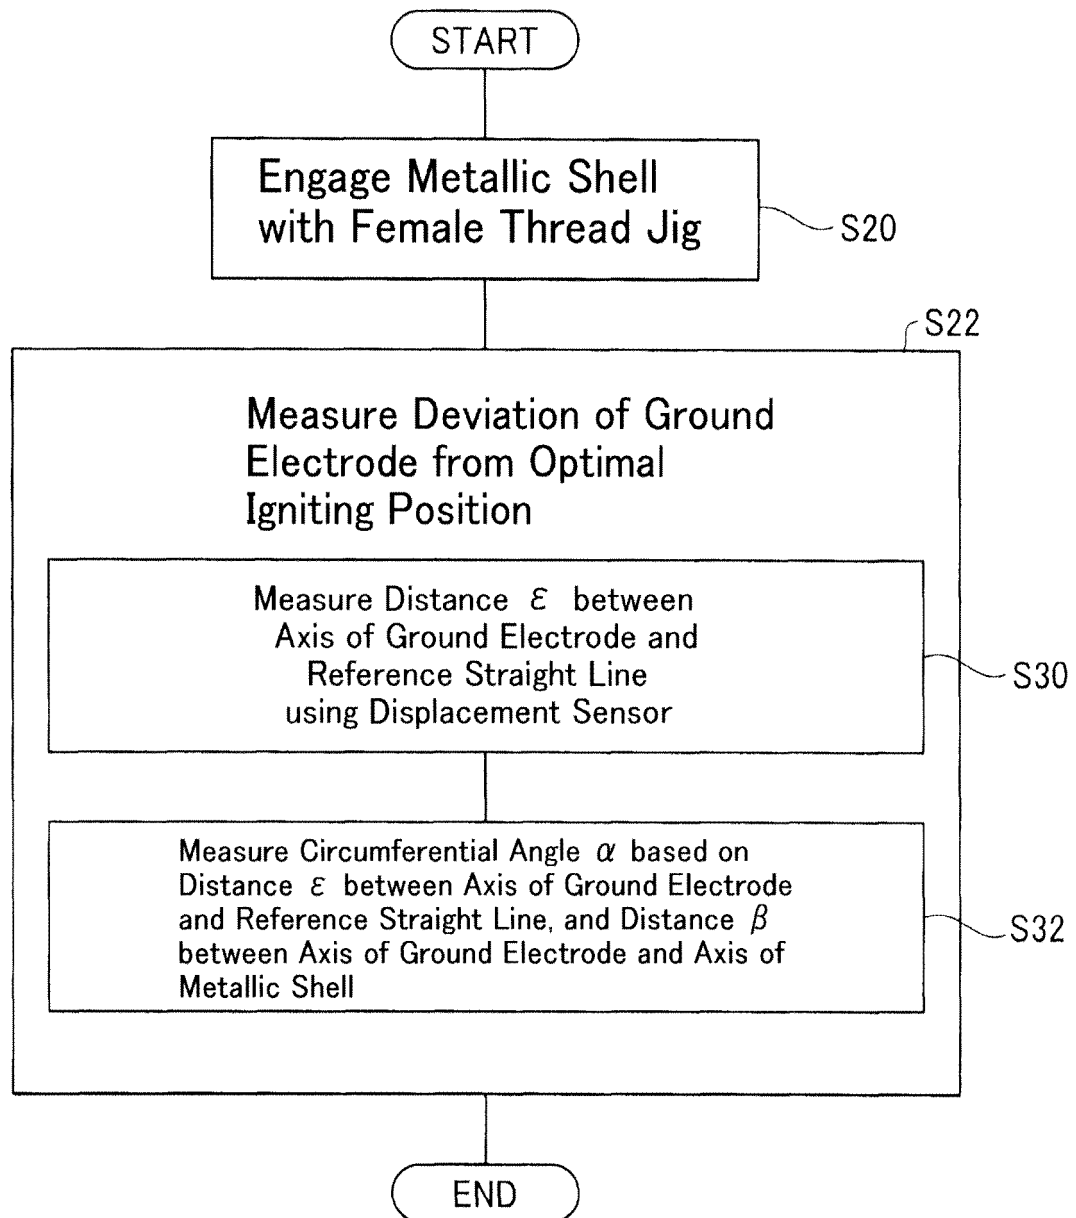 START
Engage Metallic Shell
with Female Thread Jig
S20
S22
Measure Deviation of Ground
Electrode from Optimal
Igniting Position
Measure Distance ε between
Axis of Ground Electrode and
Reference Straight Line
using Displacement Sensor
S30
Measure Circumferential Angle α based on
Distance ε between Axis of Ground Electrode
and Reference Straight Line, and Distance β
between Axis of Ground Electrode and Axis of
Metallic Shell
S32
END